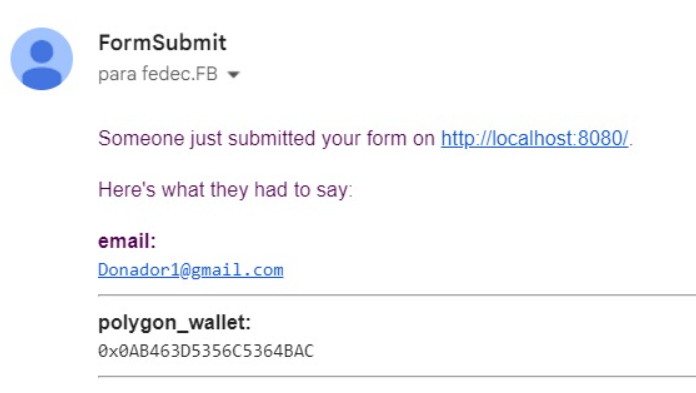 FormSubmit
para fedec.FB
Someone just submitted your form on http://localhost:8080/.
Here's what they had to say:
email:
Donador1@gmail.com
polygon_wallet:
0x0AB463D5356C5364BAC